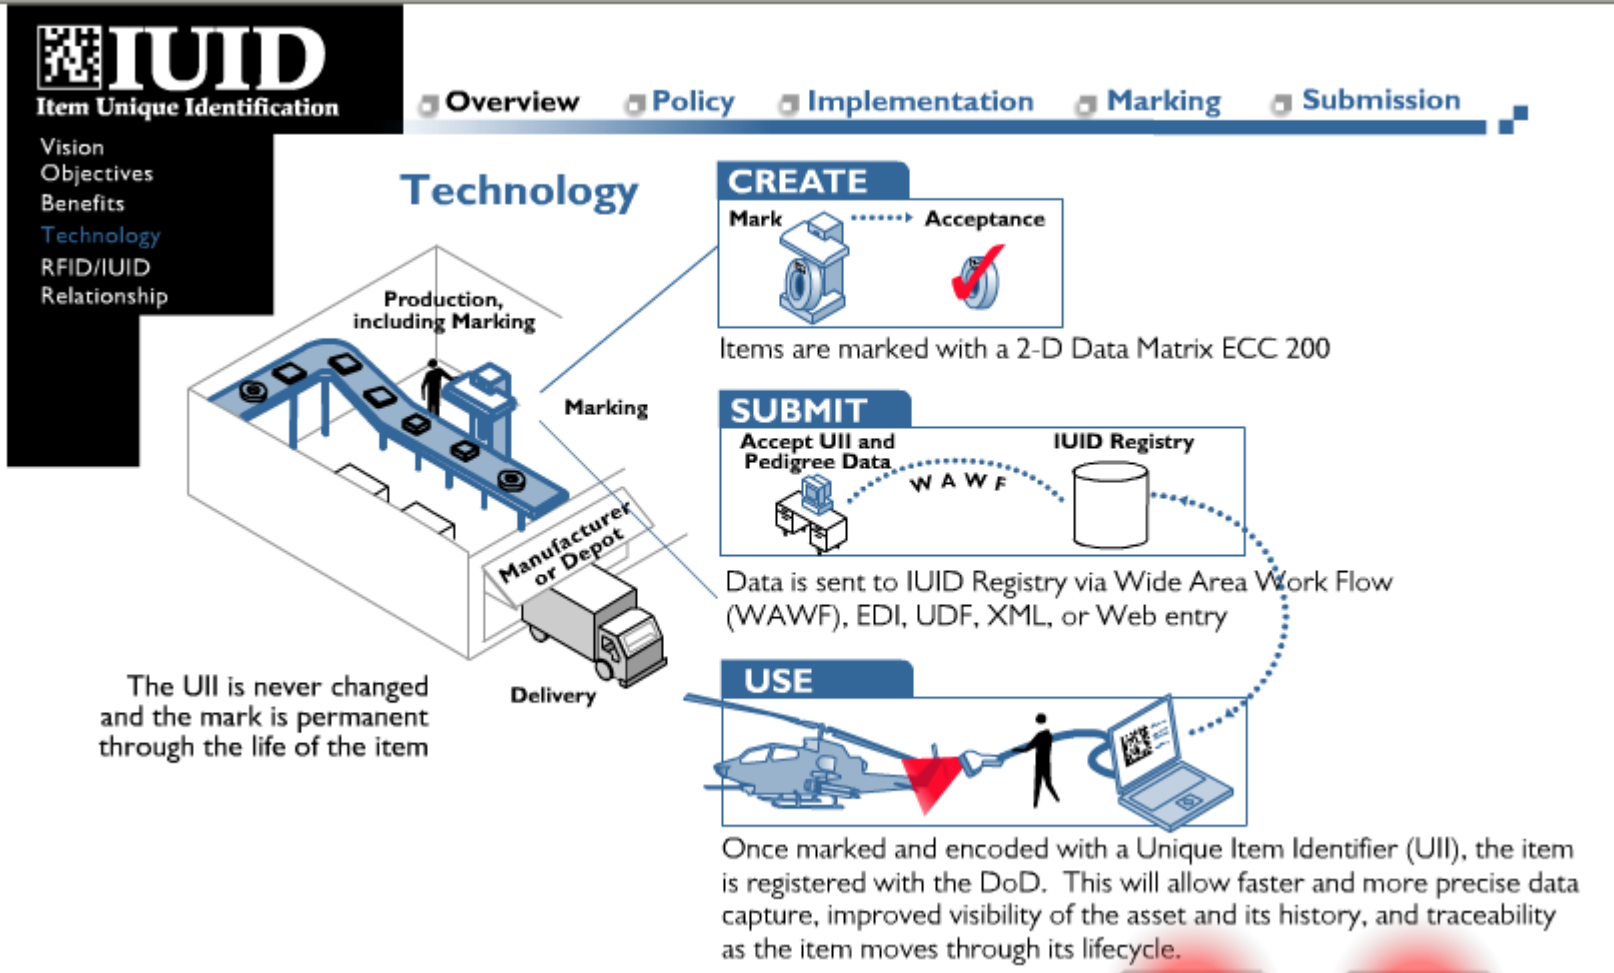 IUID
Item Unique Identification
Overview
Policy
Implementation
Marking
Submission
Vision
Objectives
Benefits
Technology
RFID/IUID
Relationship
Technology
Production,
including Marking
Marking
Manufacturer
or Depot
Delivery
The UII is never changed
and the mark is permanent
through the life of the item
CREATE
Mark
Acceptance
Items are marked with a 2-D Data Matrix ECC 200
SUBMIT
Accept UII and
Pedigree Data
WAWF
IUID Registry
Data is sent to IUID Registry via Wide Area Work Flow
(WAWF), EDI, UDF, XML, or Web entry
USE
Once marked and encoded with a Unique Item Identifier (UII), the item
is registered with the DoD. This will allow faster and more precise data
capture, improved visibility of the asset and its history, and traceability
as the item moves through its lifecycle.